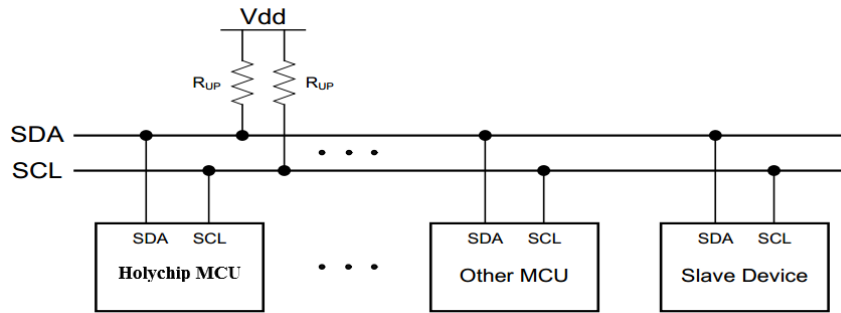 Vdd
RUP RUP
SDA
SCL
SDA SCL SDA SCL SDA SCL
Holychip MCU Other MCU Slave Device